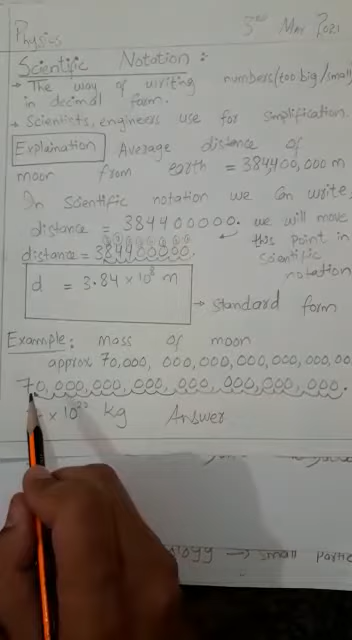 Physics
3rd May 2021
Scientific Notation:
→ The way of writing numbers (too big/small)
in decimal form.
→ Scientists, engineers use for simplification.
Explaination Average distance of
moon from earth = 384,400,000 m
In Scientific notation we can write,
distance = 384400000. we will move
distance = 384400000. this point in
scientific
notation
d = 3.84 × 10⁸ m
→ standard form
Example: mass of moon
approx 70,000, 000,000,000,000,000,00
70,000,000,000,000,000,000,000.
× 10²² kg Answer
→ small partic